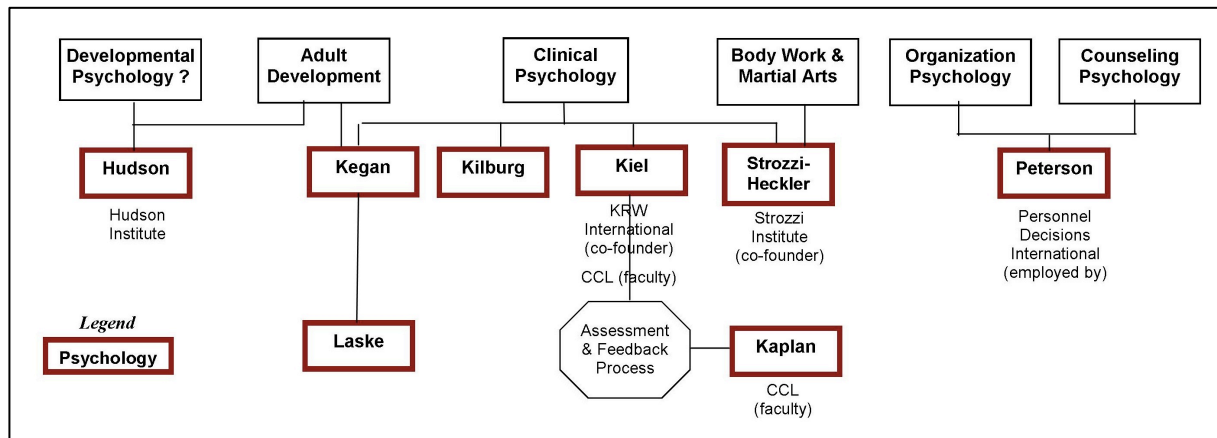 Developmental
Psychology ?
Adult
Development
Clinical
Psychology
Body Work &
Martial Arts
Organization
Psychology
Counseling
Psychology
Hudson
Kegan
Kilburg
Kiel
Strozzi-
Heckler
Peterson
Hudson
Institute
KRW
International
(co-founder)
CCL (faculty)
Strozzi
Institute
(co-founder)
Personnel
Decisions
International
(employed by)
Legend
Psychology
Laske
Assessment
& Feedback
Process
Kaplan
CCL
(faculty)